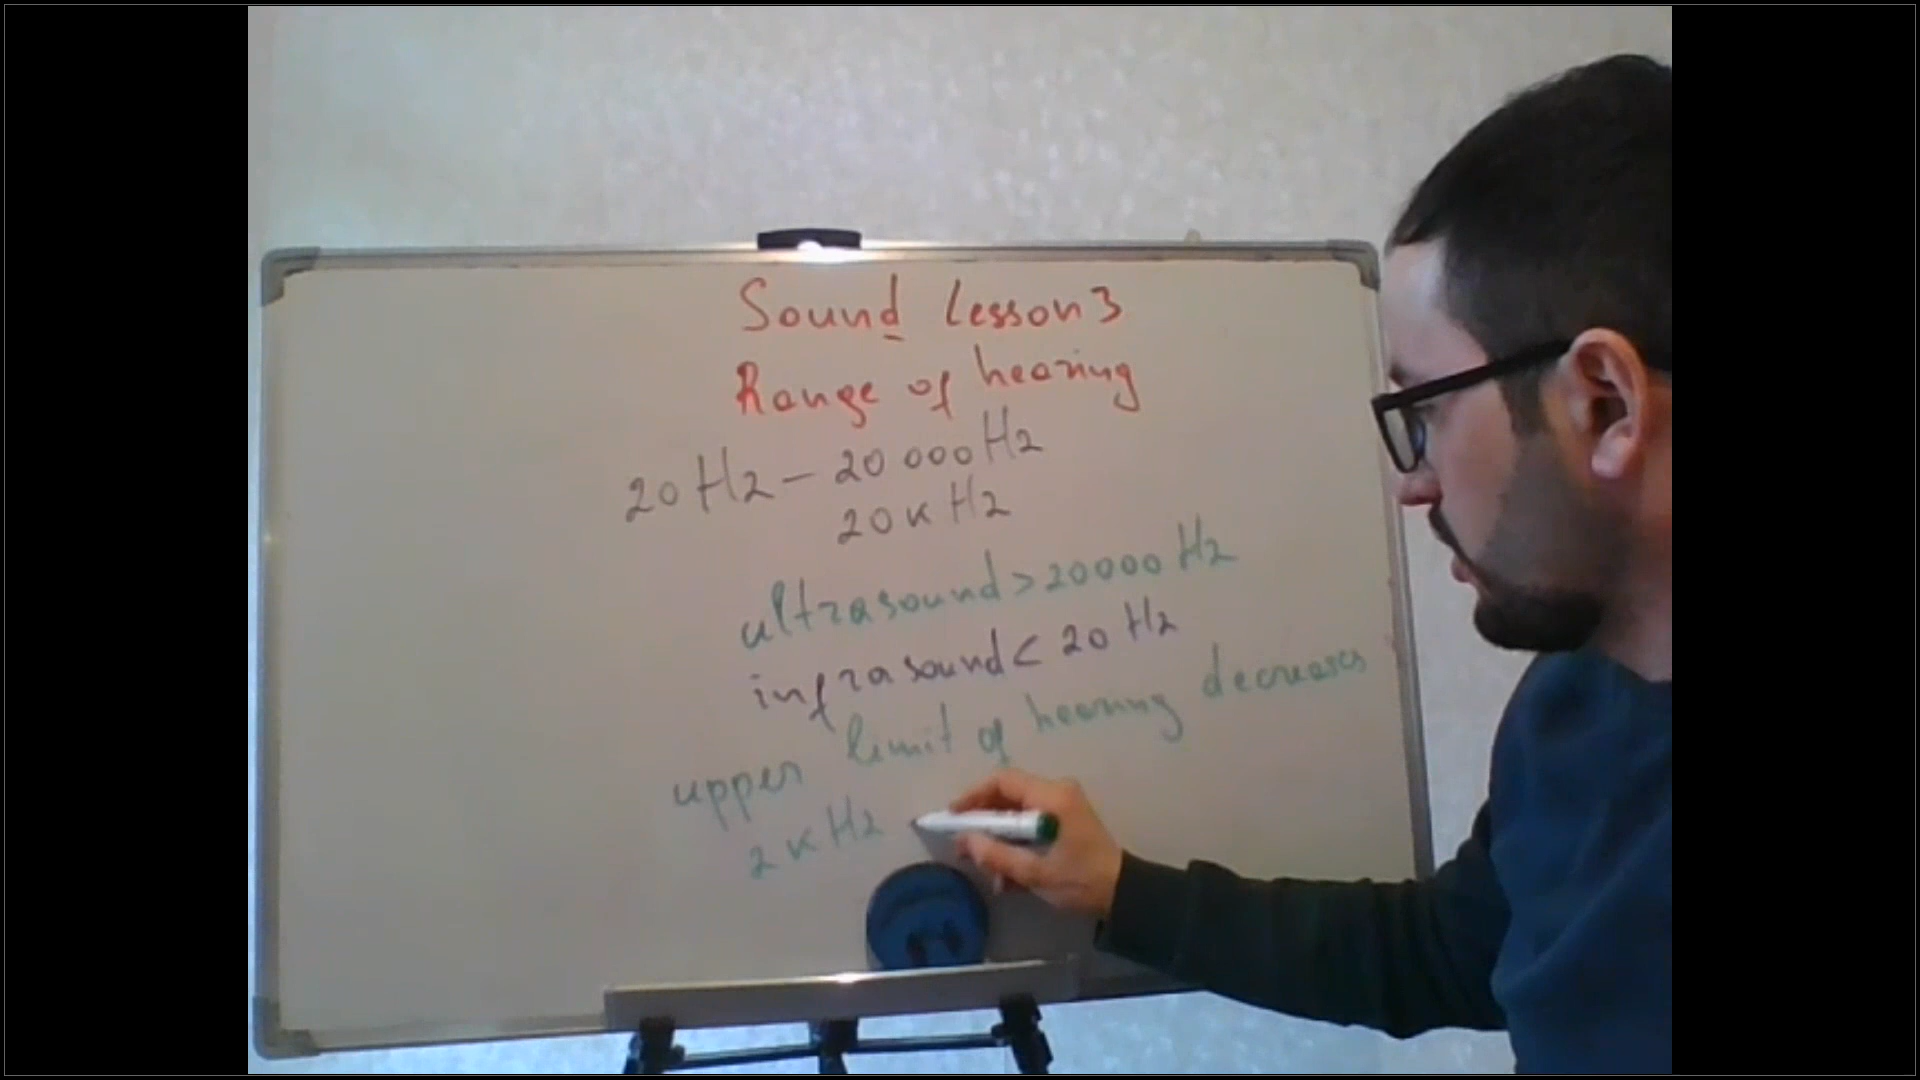 Sound lesson 3
Range of hearing
20 Hz – 20 000 Hz
20 kHz
ultrasound > 20000 Hz
infrasound < 20 Hz
upper limit of hearing decreases
2 kHz